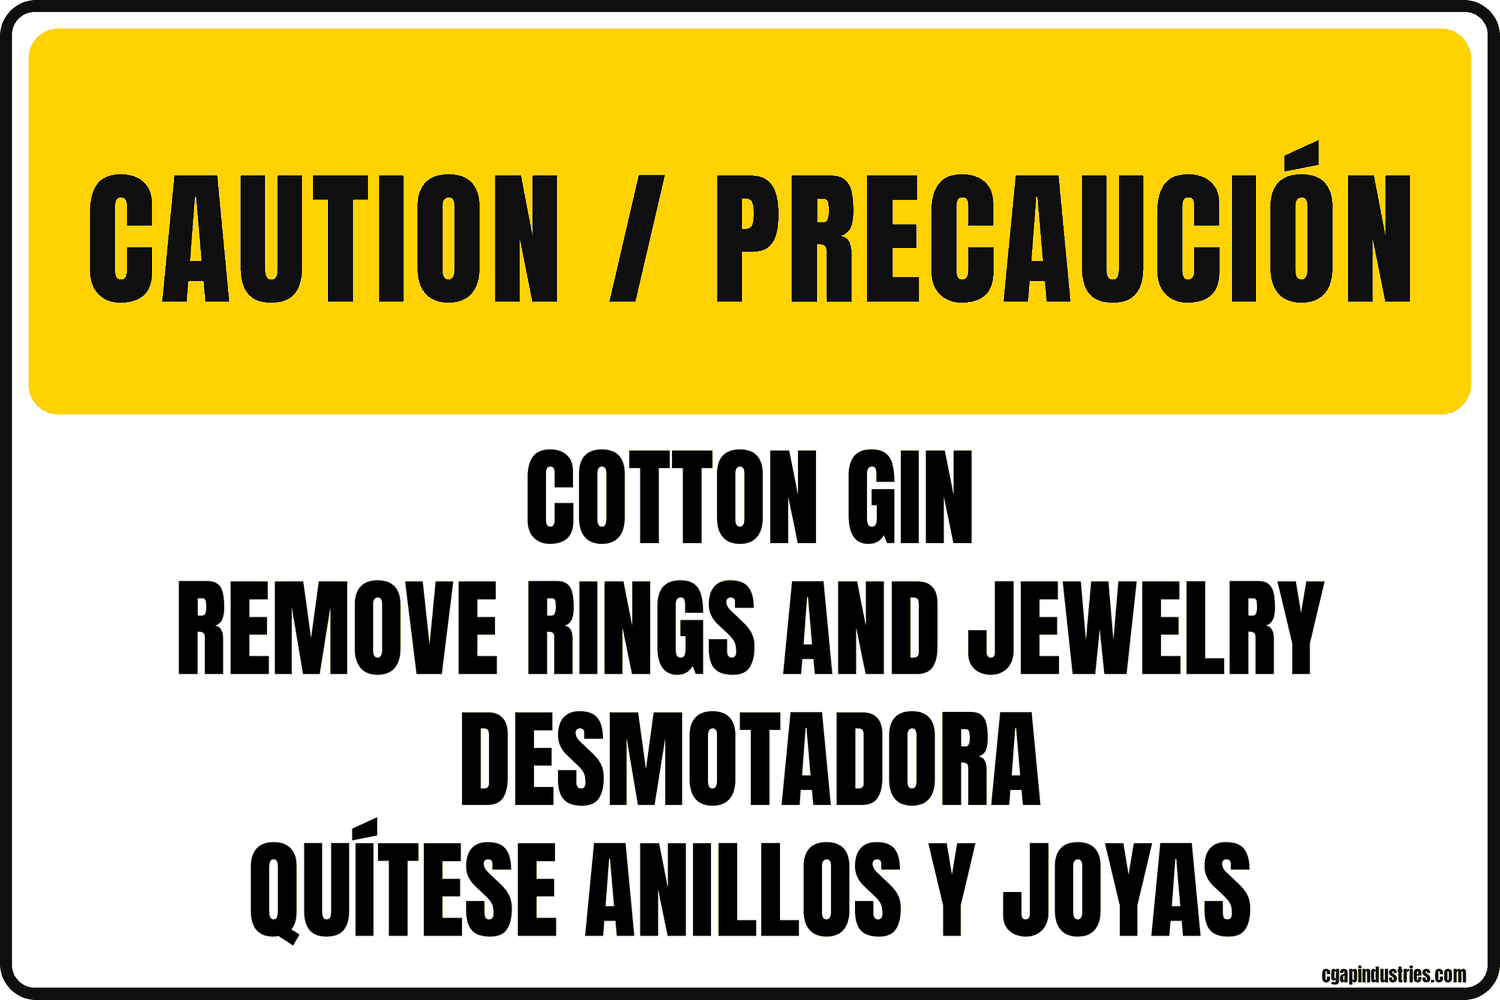 CAUTION / PRECAUCIÓN
COTTON GIN
REMOVE RINGS AND JEWELRY
DESMOTADORA
QUÍTESE ANILLOS Y JOYAS
cgapindustries.com